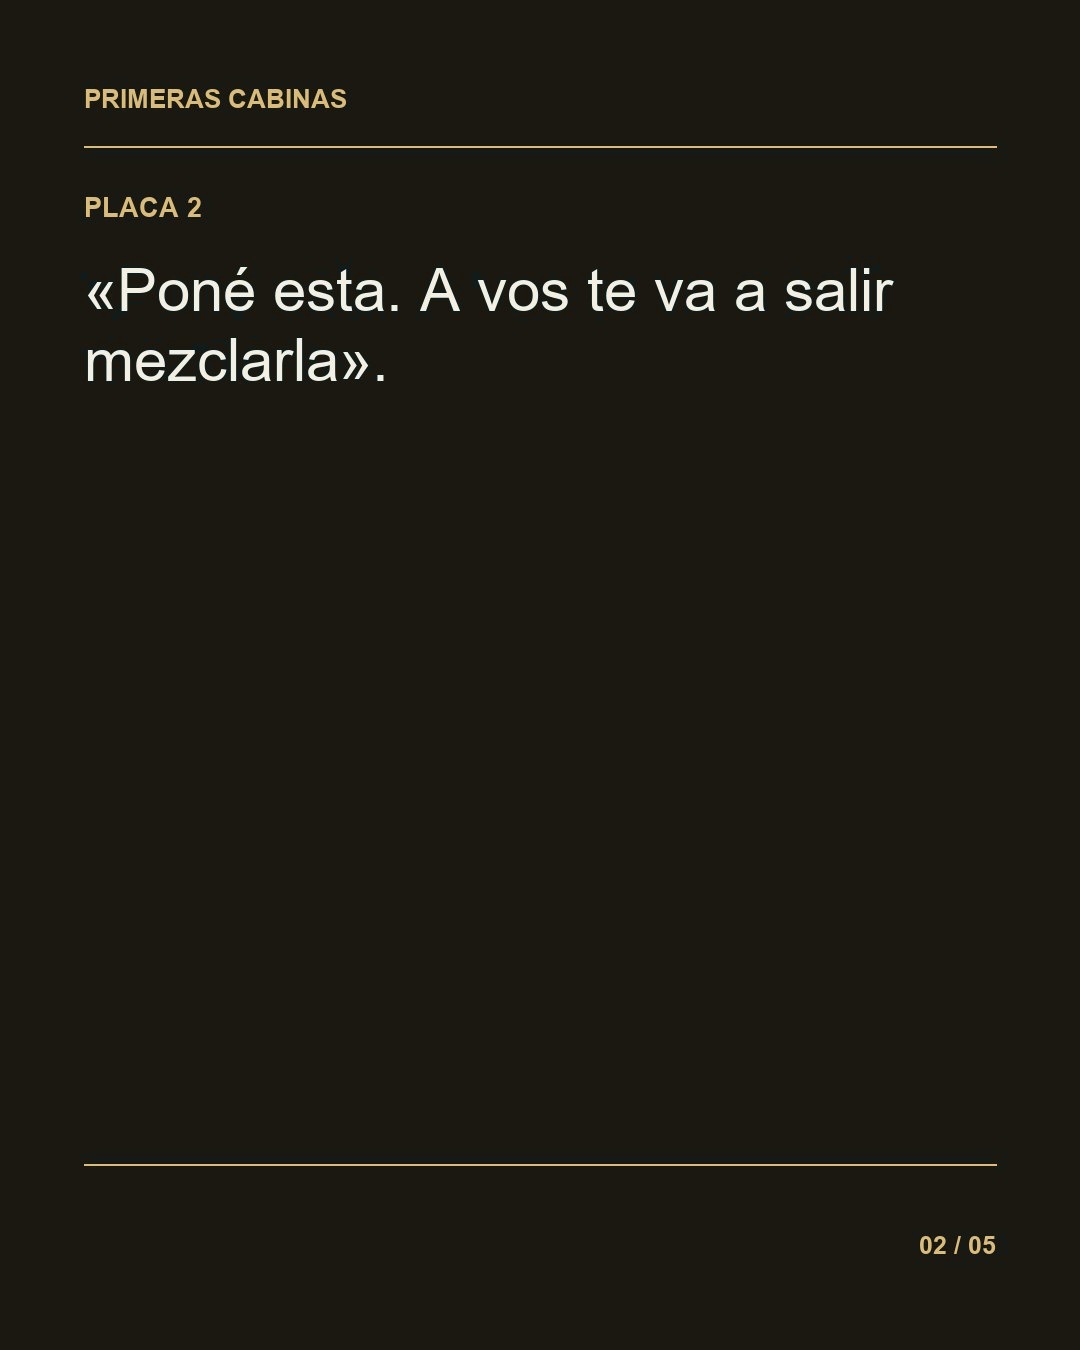 PRIMERAS CABINAS
PLACA 2
«Poné esta. A vos te va a salir
mezclarla».
02 / 05